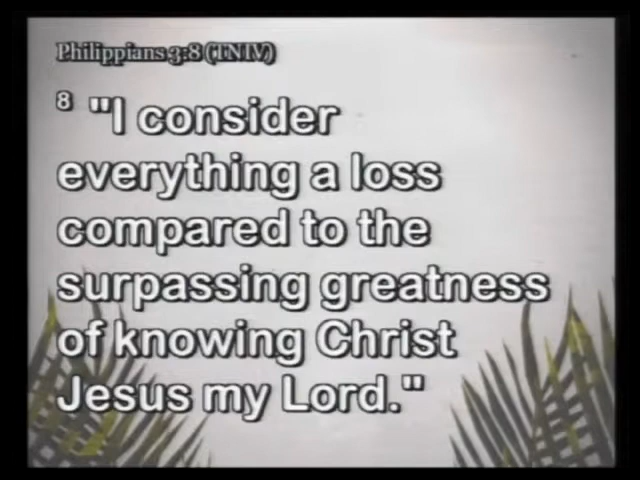 Philippians 3:8 (TNIV)
8 "I consider
everything a loss
compared to the
surpassing greatness
of knowing Christ
Jesus my Lord."